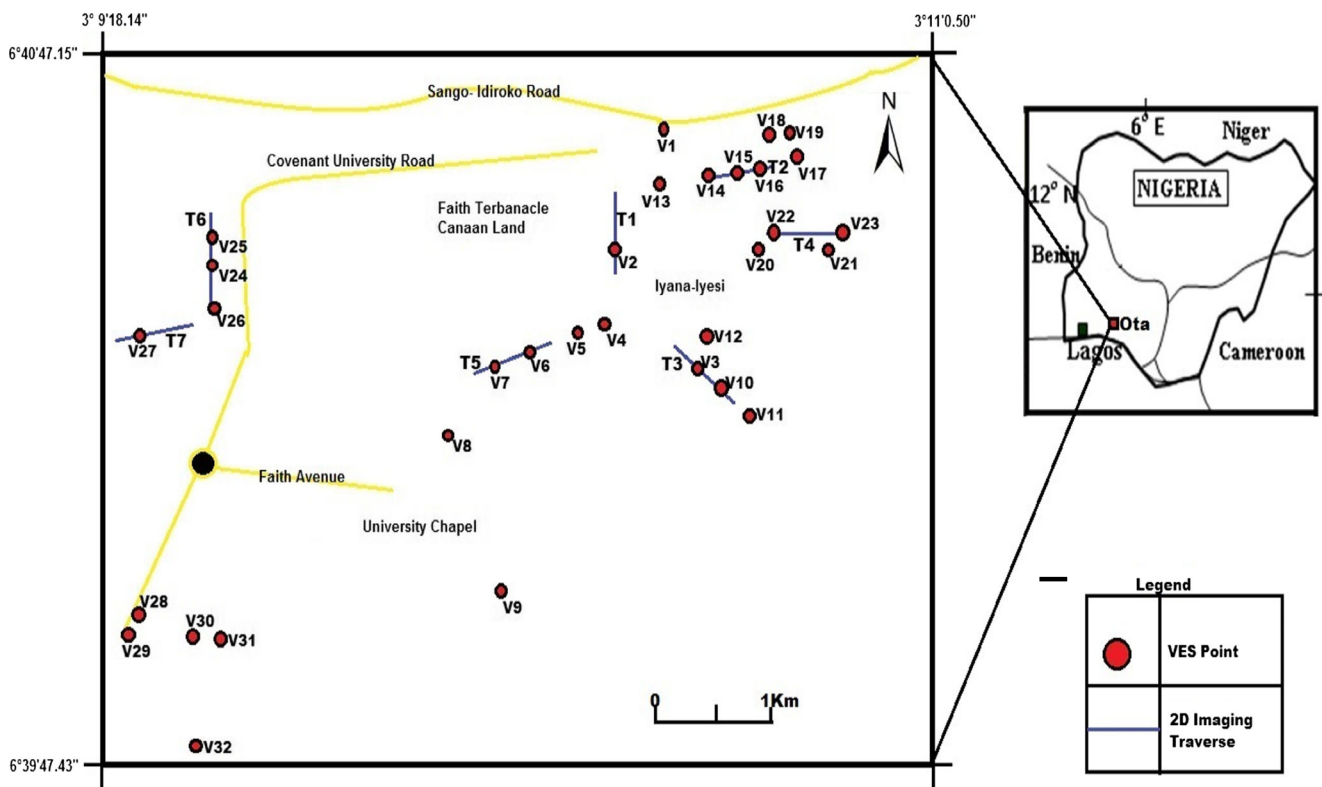 3° 9'18.14"
3°11'0.50"
6°40'47.15"
Sango- Idiroko Road
N
V1
V18
V19
Covenant University Road
V15
T2
V17
V14
V16
V13
Faith Terbanacle
Canaan Land
T1
V2
T6
V25
V24
V26
V22
V23
T4
V20
V21
Iyana-Iyesi
V27
T7
V5
V4
V12
T5
V7
V6
T3
V3
V10
V11
V8
Faith Avenue
University Chapel
V9
V28
V29
V30
V31
V32
0
1Km
6°39'47.43"
6° E
Niger
12° N
NIGERIA
Benin
Ota
Lagos
Cameroon
Legend
VES Point
2D Imaging
Traverse